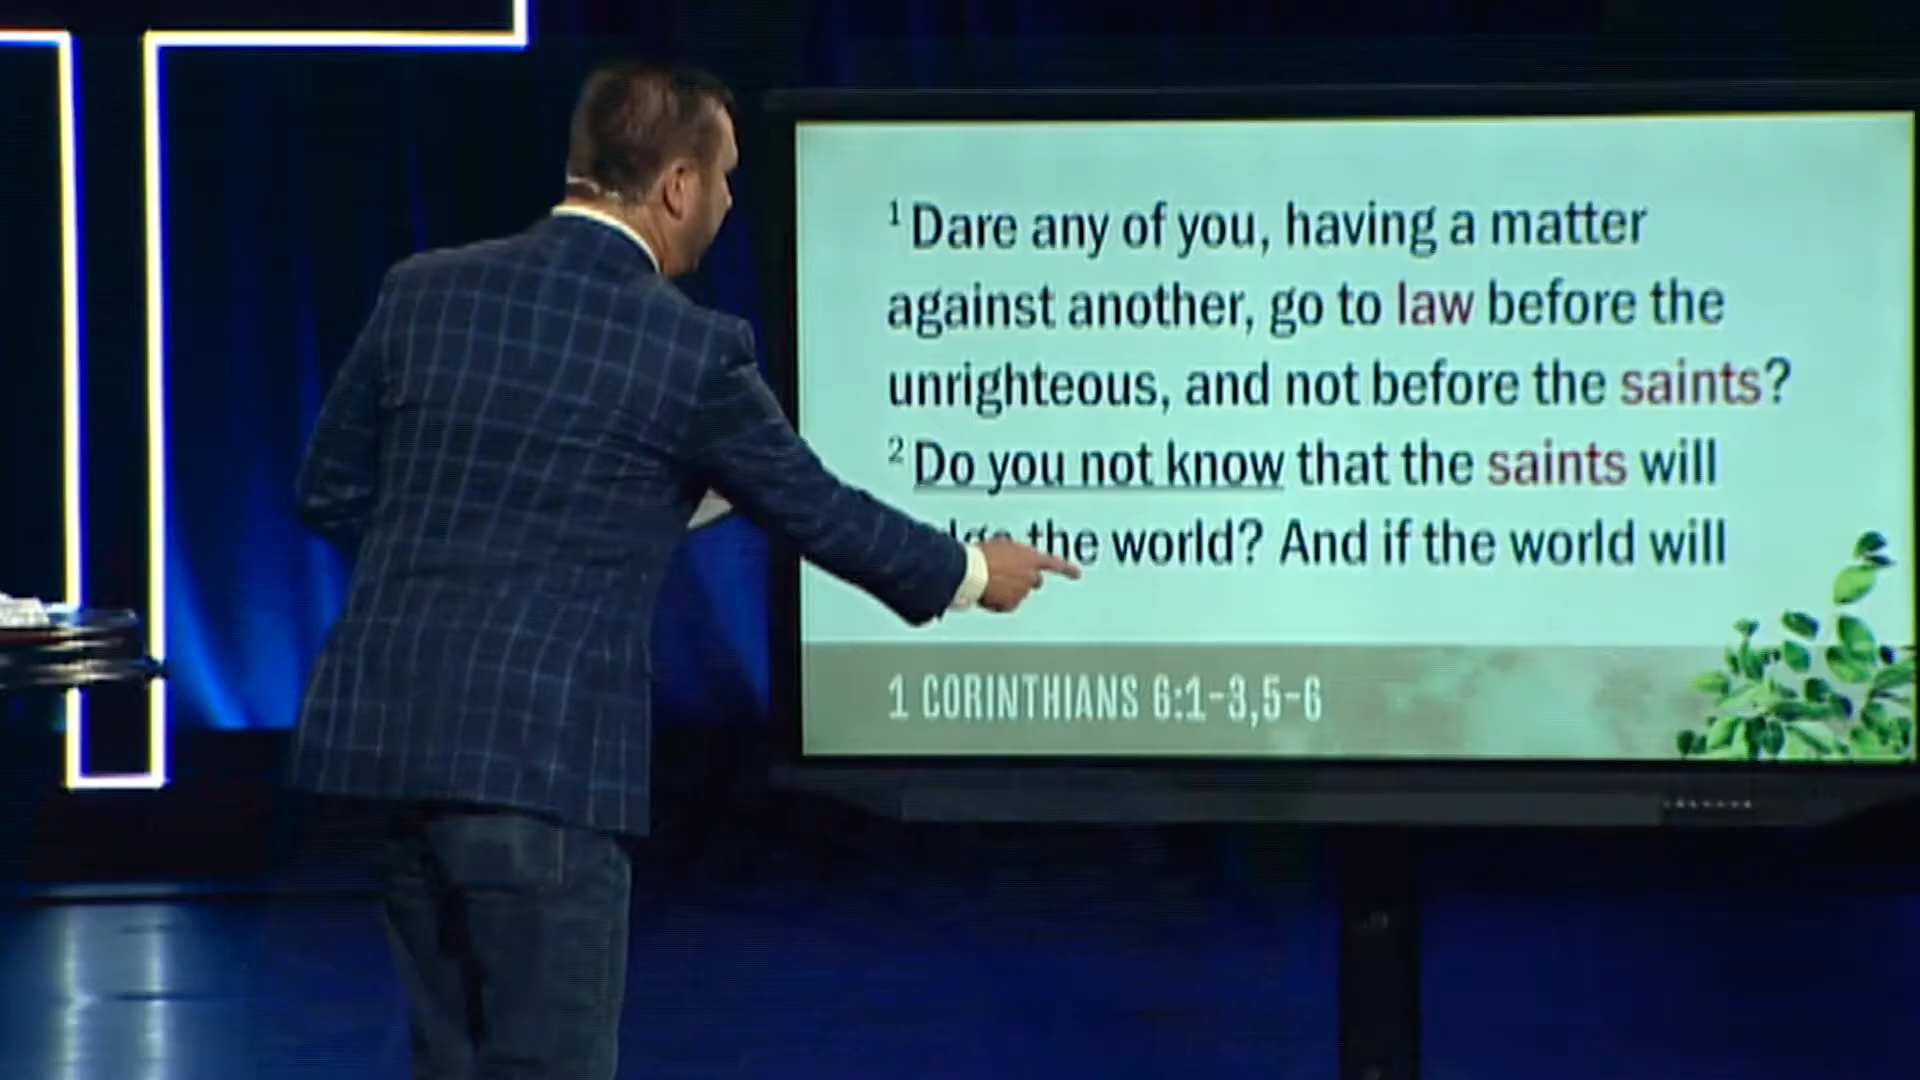 1 Dare any of you, having a matter
against another, go to law before the
unrighteous, and not before the saints?
2 Do you not know that the saints will
the world? And if the world will
1 CORINTHIANS 6:1-3,5-6